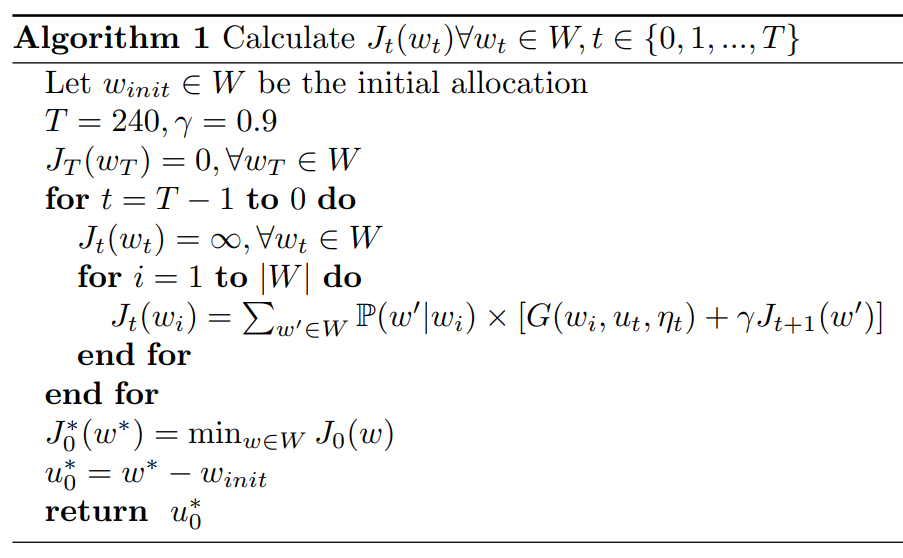 Algorithm 1 Calculate $J_t(w_t) \forall w_t \in W, t \in \{0, 1, ..., T\}$
Let $w_{init} \in W$ be the initial allocation
$T = 240, \gamma = 0.9$
$J_T(w_T) = 0, \forall w_T \in W$
for $t = T - 1$ to $0$ do
$J_t(w_t) = \infty, \forall w_t \in W$
for $i = 1$ to $|W|$ do
$J_t(w_i) = \sum_{w' \in W} \mathbb{P}(w'|w_i) \times [G(w_i, u_t, \eta_t) + \gamma J_{t+1}(w')]$
end for
end for
$J_0^*(w^*) = \min_{w \in W} J_0(w)$
$u_0^* = w^* - w_{init}$
return $u_0^*$